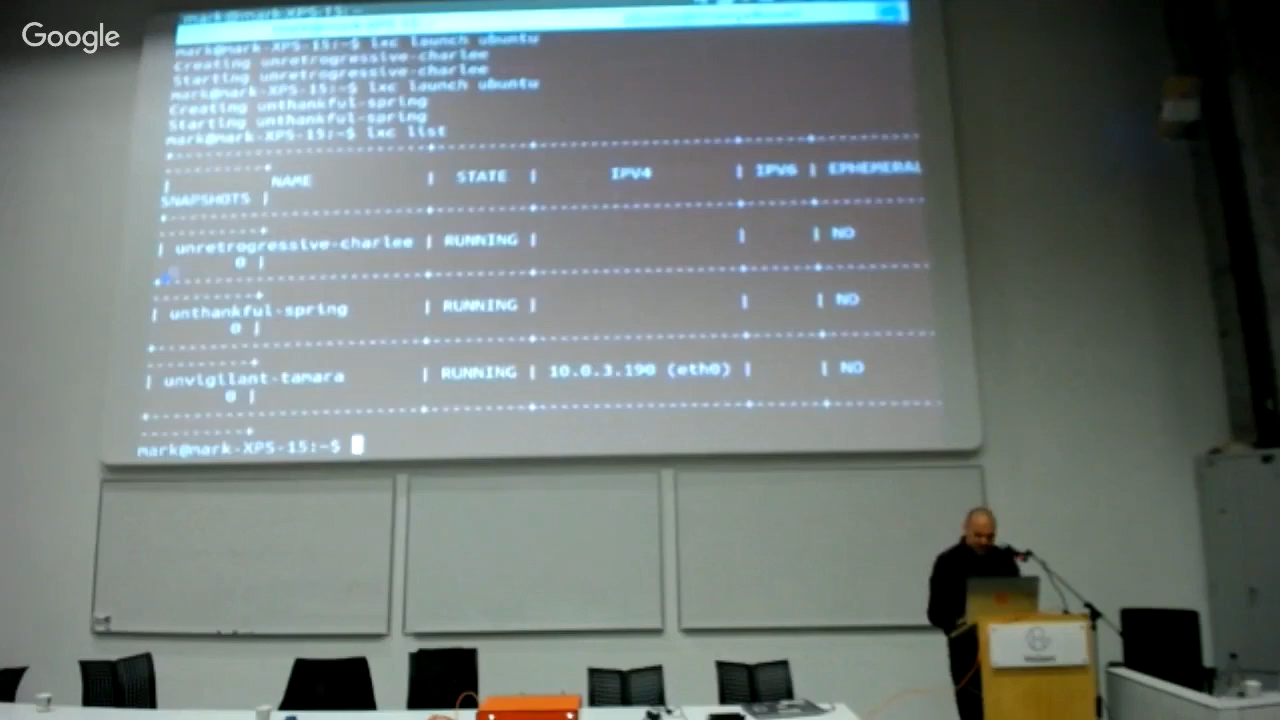 Google
mark@mark-XPS-15:~$ lxc launch ubuntu
Creating unretrogressive-charlee
Starting unretrogressive-charlee
mark@mark-XPS-15:~$ lxc launch ubuntu
Creating unthankful-spring
Starting unthankful-spring
mark@mark-XPS-15:~$ lxc list
| NAME | STATE | IPV4 | IPV6 | EPHEMERAL
SNAPSHOTS |
| unretrogressive-charlee | RUNNING | | | NO
0 |
| unthankful-spring | RUNNING | | | NO
0 |
| unvigilant-tamara | RUNNING | 10.0.3.190 (eth0) | | NO
0 |
mark@mark-XPS-15:~$